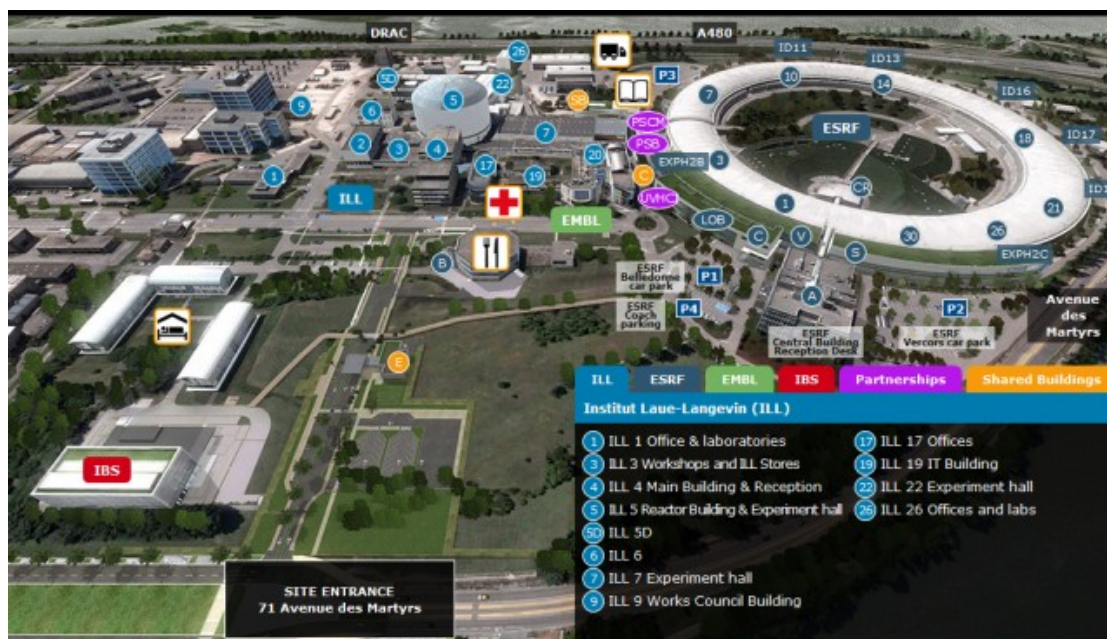 DRAC
A480
26
P3
5D
22
SB
ID11
10
ID13
14
7
ID16
9
6
5
PSCM
ESRF
18
ID17
2
3
4
7
PSB
1
17
19
20
EXPH2B
3
C
ILL
EMBL
UVHCI
CR
1
21
LOB
C
V
30
26
S
EXPH2C
B
ESRF
Belledonne
car park
P1
ESRF
Coach
parking
P4
A
ESRF
Central Building
Reception Desk
P2
ESRF
Vercors car park
Avenue
des
Martyrs
E
IBS
SITE ENTRANCE
71 Avenue des Martyrs
ILL ESRF EMBL IBS Partnerships Shared Buildings
Institut Laue-Langevin (ILL)
1 ILL 1 Office & laboratories
3 ILL 3 Workshops and ILL Stores
4 ILL 4 Main Building & Reception
5 ILL 5 Reactor Building & Experiment hall
5D ILL 5D
6 ILL 6
7 ILL 7 Experiment hall
9 ILL 9 Works Council Building
17 ILL 17 Offices
19 ILL 19 IT Building
22 ILL 22 Experiment hall
26 ILL 26 Offices and labs